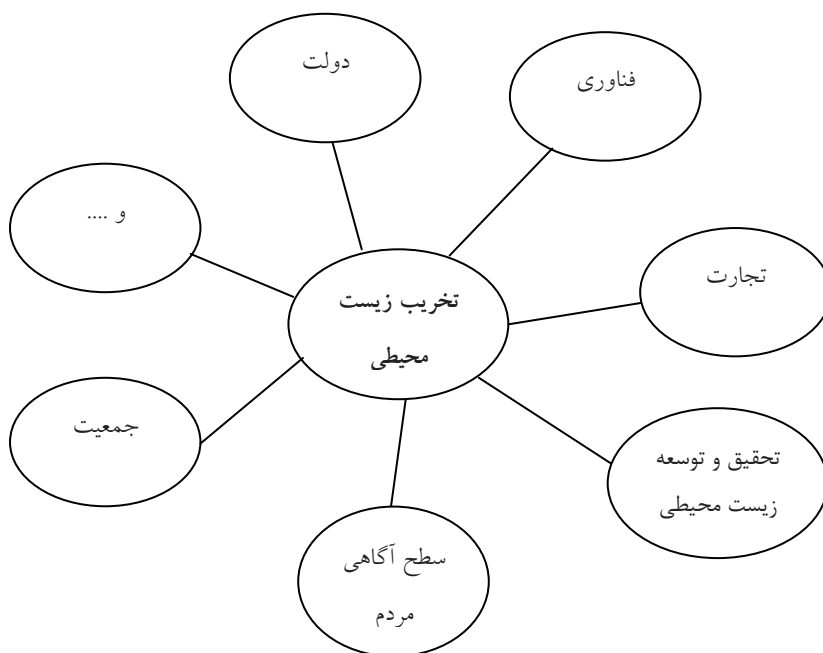 دولت
فناوری
و ....
تجارت
تخریب زیست
محیطی
جمعیت
تحقیق و توسعه
زیست محیطی
سطح آگاهی
مردم